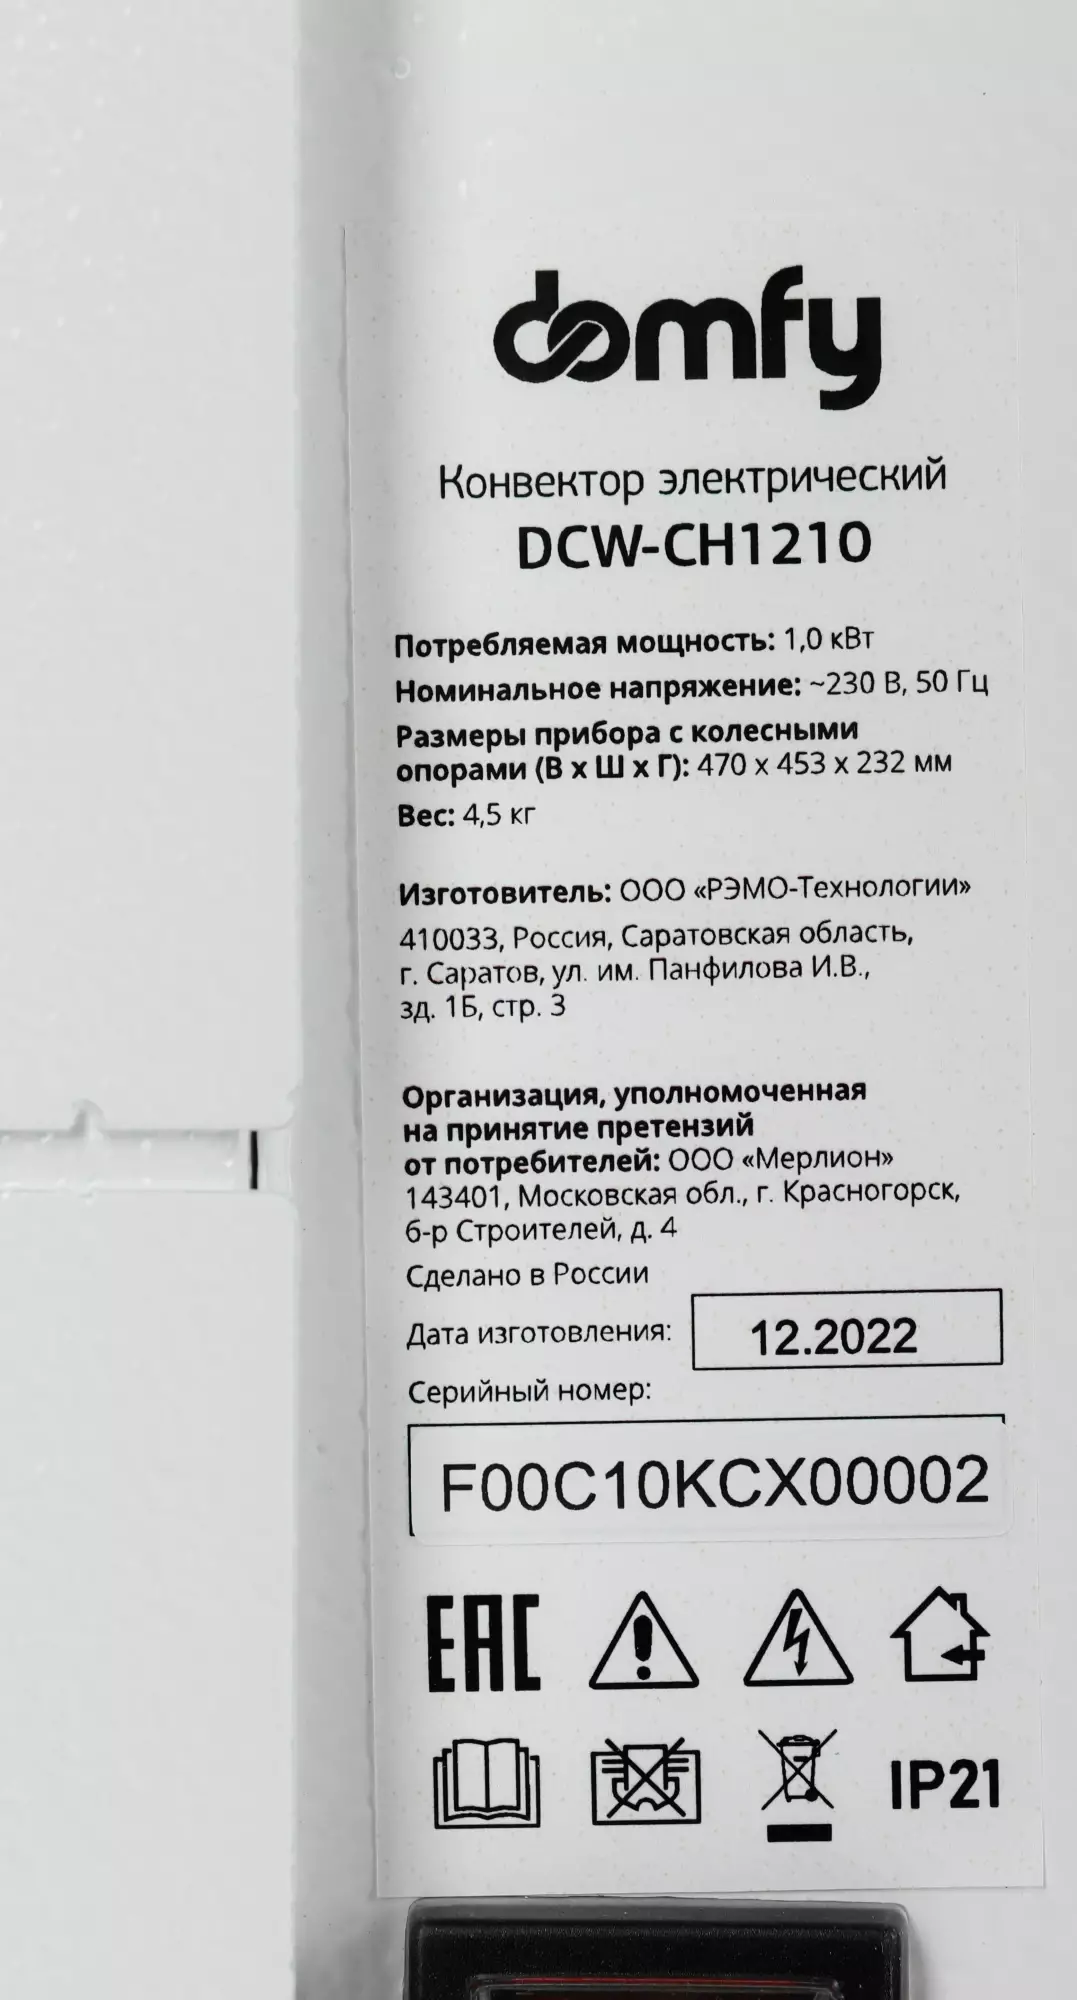 domfy
Конвектор электрический
DCW-CH1210
Потребляемая мощность: 1,0 кВт
Номинальное напряжение: ~230 В, 50 Гц
Размеры прибора с колесными
опорами (В х Ш х Г): 470 х 453 х 232 мм
Вес: 4,5 кг
Изготовитель: ООО «РЭМО-Технологии»
410033, Россия, Саратовская область,
г. Саратов, ул. им. Панфилова И.В.,
зд. 1Б, стр. 3
Организация, уполномоченная
на принятие претензий
от потребителей: ООО «Мерлион»
143401, Московская обл., г. Красногорск,
б-р Строителей, д. 4
Сделано в России
Дата изготовления: 12.2022
Серийный номер:
F00C10KCX00002
EAC
IP21